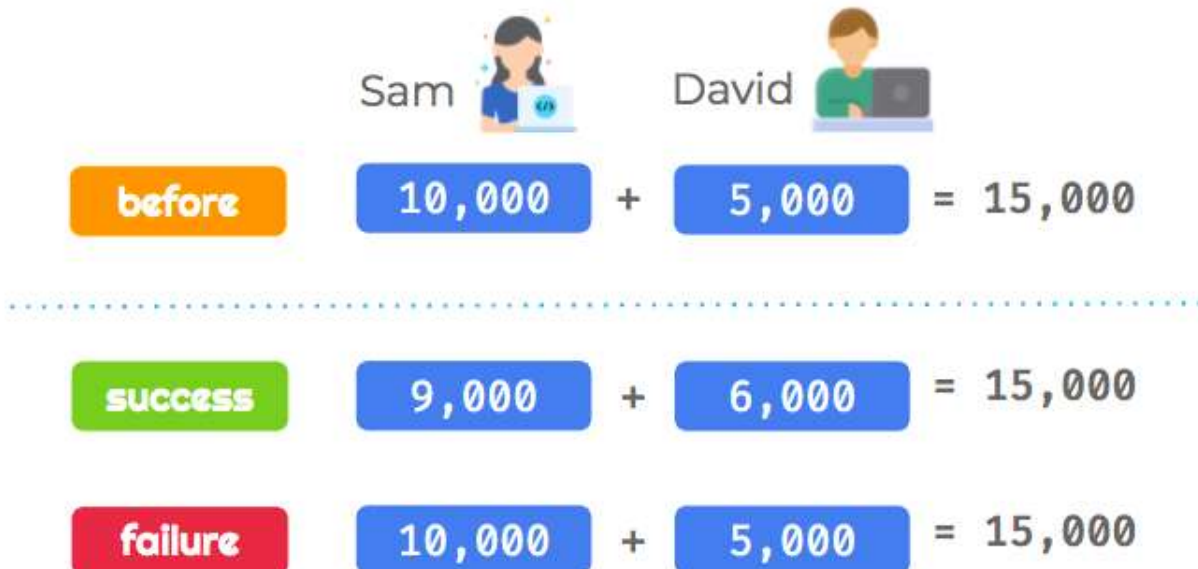 Sam David
before 10,000 + 5,000 = 15,000
success 9,000 + 6,000 = 15,000
failure 10,000 + 5,000 = 15,000